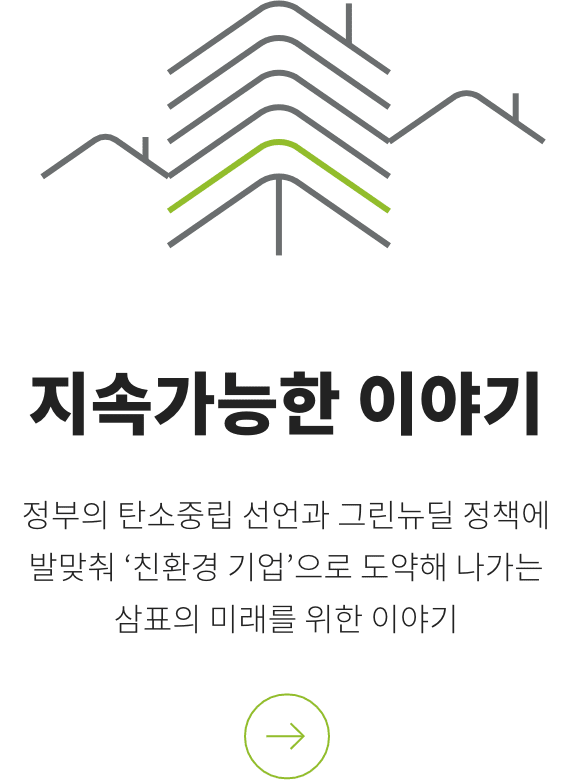 지속가능한 이야기
정부의 탄소중립 선언과 그린뉴딜 정책에
발맞춰 ‘친환경 기업’으로 도약해 나가는
삼표의 미래를 위한 이야기